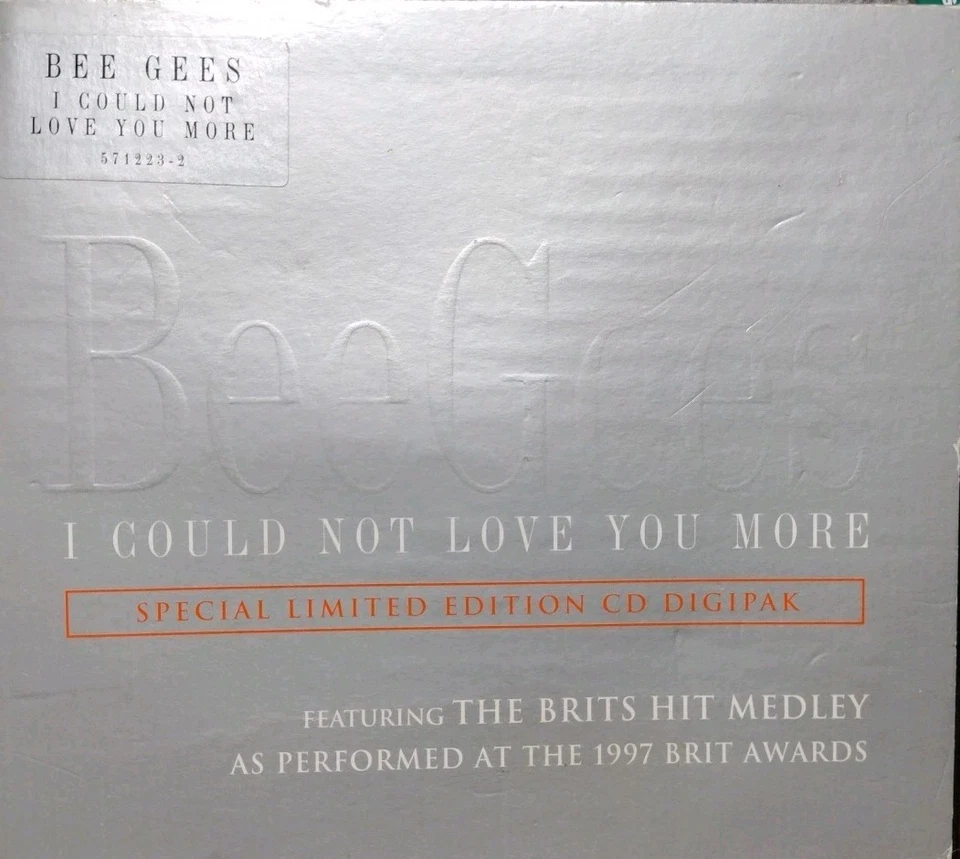 BEE GEES
I COULD NOT
LOVE YOU MORE
571223-2
BeeGees
I COULD NOT LOVE YOU MORE
SPECIAL LIMITED EDITION CD DIGIPAK
FEATURING THE BRITS HIT MEDLEY
AS PERFORMED AT THE 1997 BRIT AWARDS